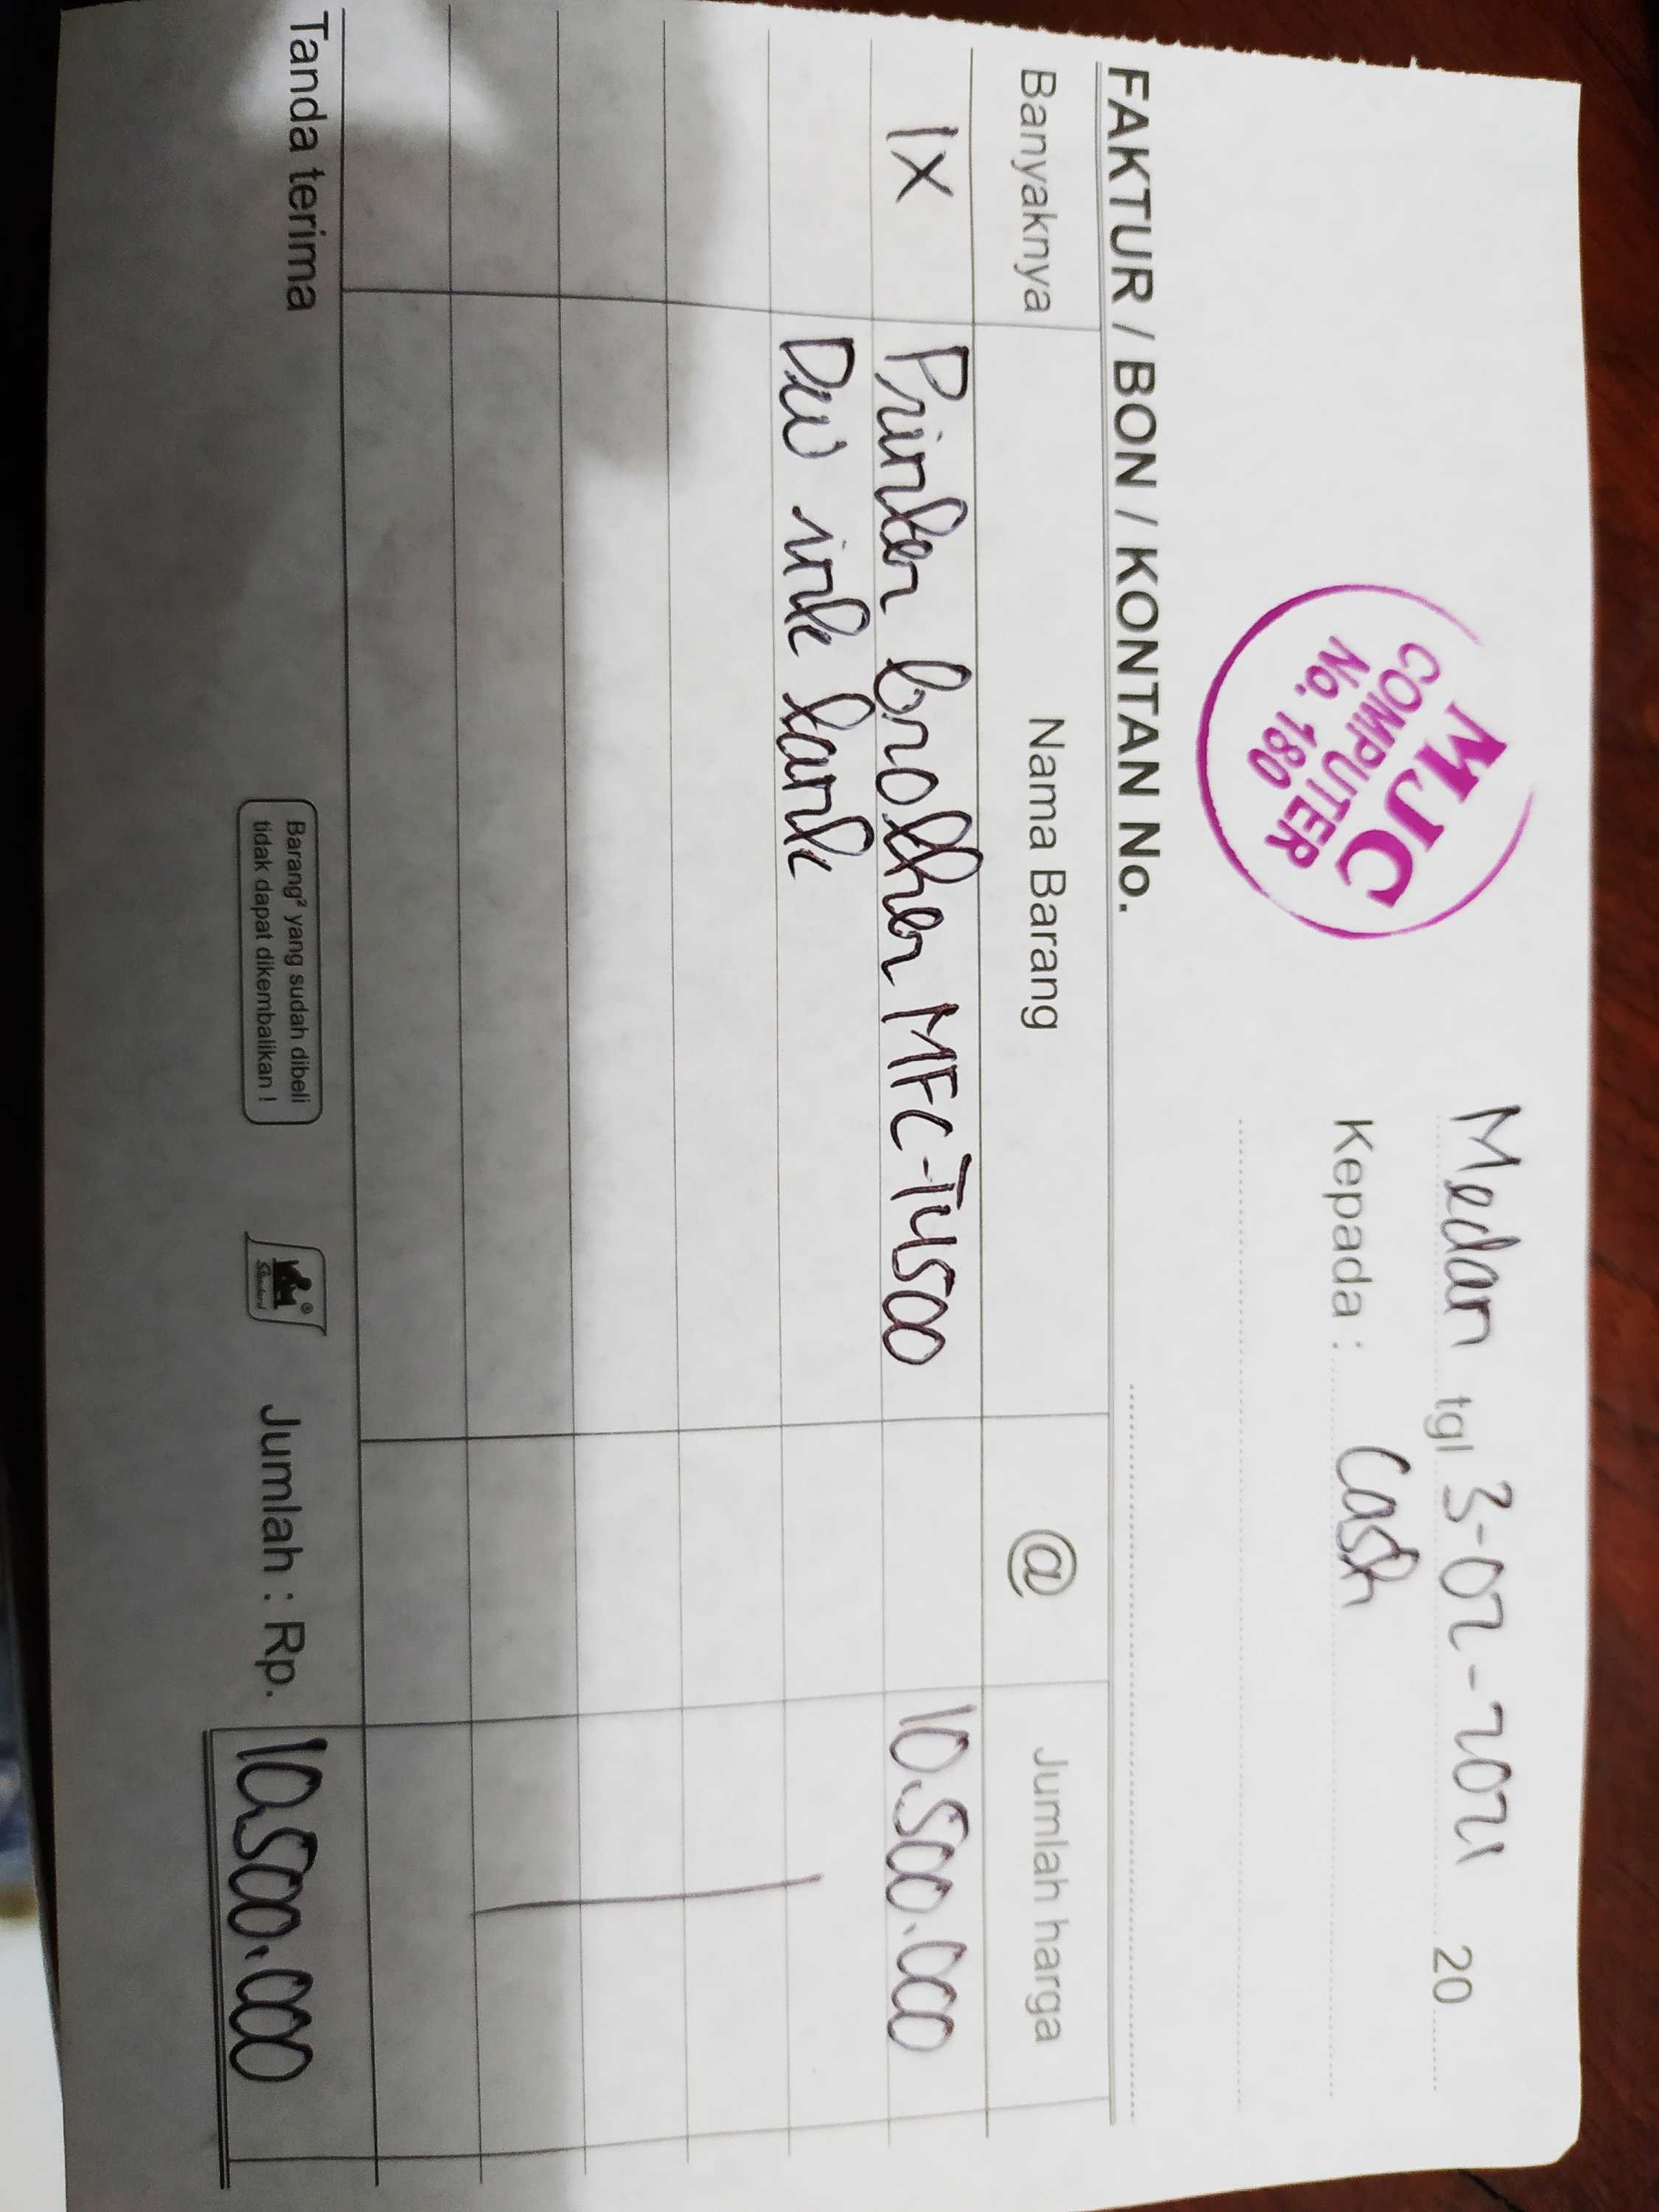 MJC
COMPUTER
No. 180
Medan tgl 3-02-2021 20
Kepada : Cash
FAKTUR / BON / KONTAN No.
Banyaknya Nama Barang @ Jumlah harga
1x Printer brother MFC-T4500 10.500.000
DW ink tank
Tanda terima
Barang² yang sudah dibeli
tidak dapat dikembalikan !
Standard
Jumlah : Rp. 10.500.000